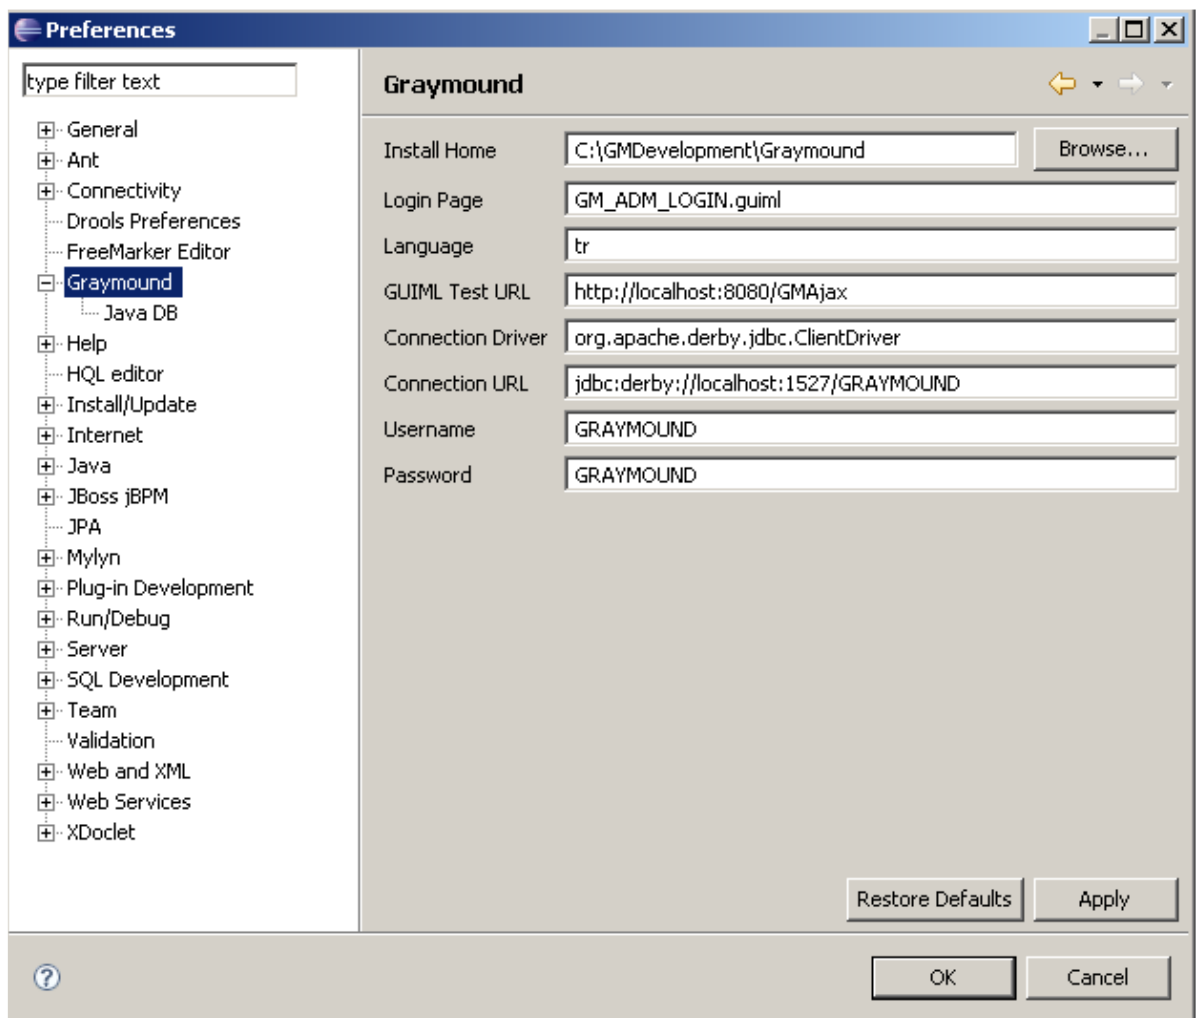 Preferences
type filter text
General
Ant
Connectivity
Drools Preferences
FreeMarker Editor
Graymound
Java DB
Help
HQL editor
Install/Update
Internet
Java
JBoss jBPM
JPA
Mylyn
Plug-in Development
Run/Debug
Server
SQL Development
Team
Validation
Web and XML
Web Services
XDoclet
Graymound
Install Home C:\GMDevelopment\Graymound Browse...
Login Page GM_ADM_LOGIN.guiml
Language tr
GUIML Test URL http://localhost:8080/GMAjax
Connection Driver org.apache.derby.jdbc.ClientDriver
Connection URL jdbc:derby://localhost:1527/GRAYMOUND
Username GRAYMOUND
Password GRAYMOUND
Restore Defaults Apply
? OK Cancel